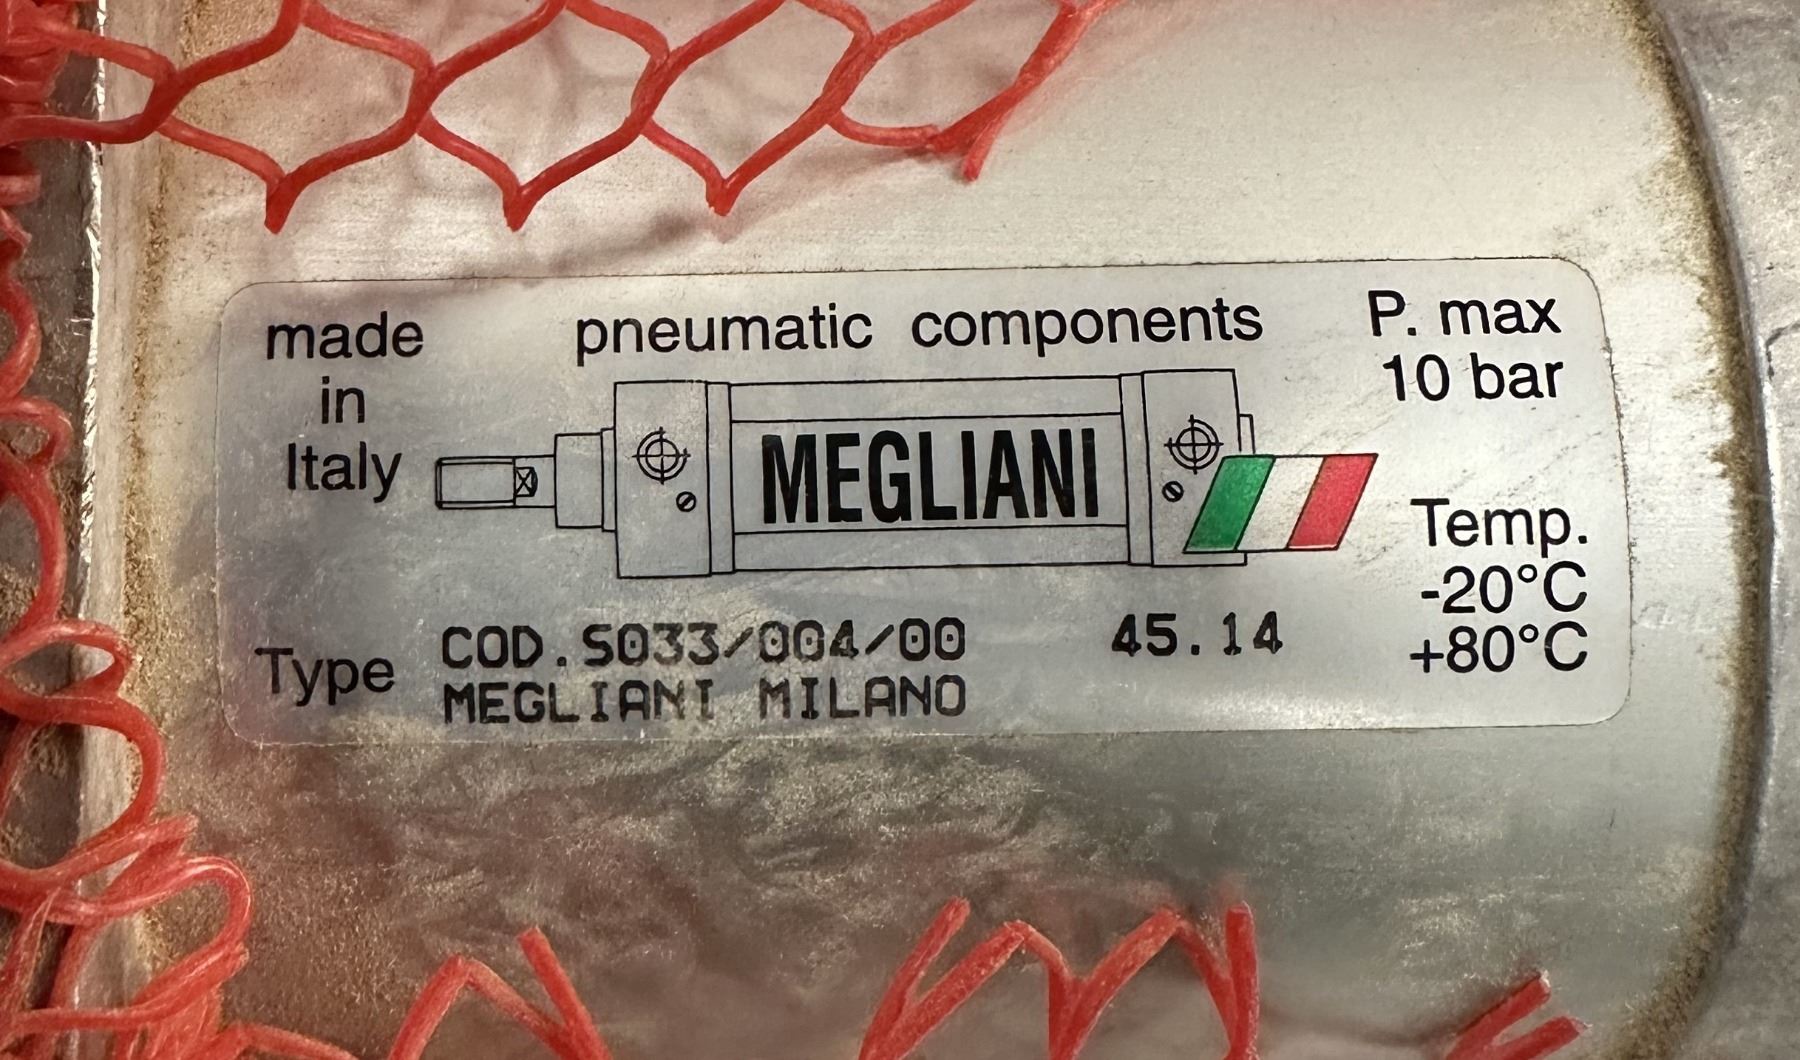 made
in
Italy
pneumatic components
MEGLIANI
P. max
10 bar
Temp.
-20°C
+80°C
Type
COD.S033/004/00 45.14
MEGLIANI MILANO